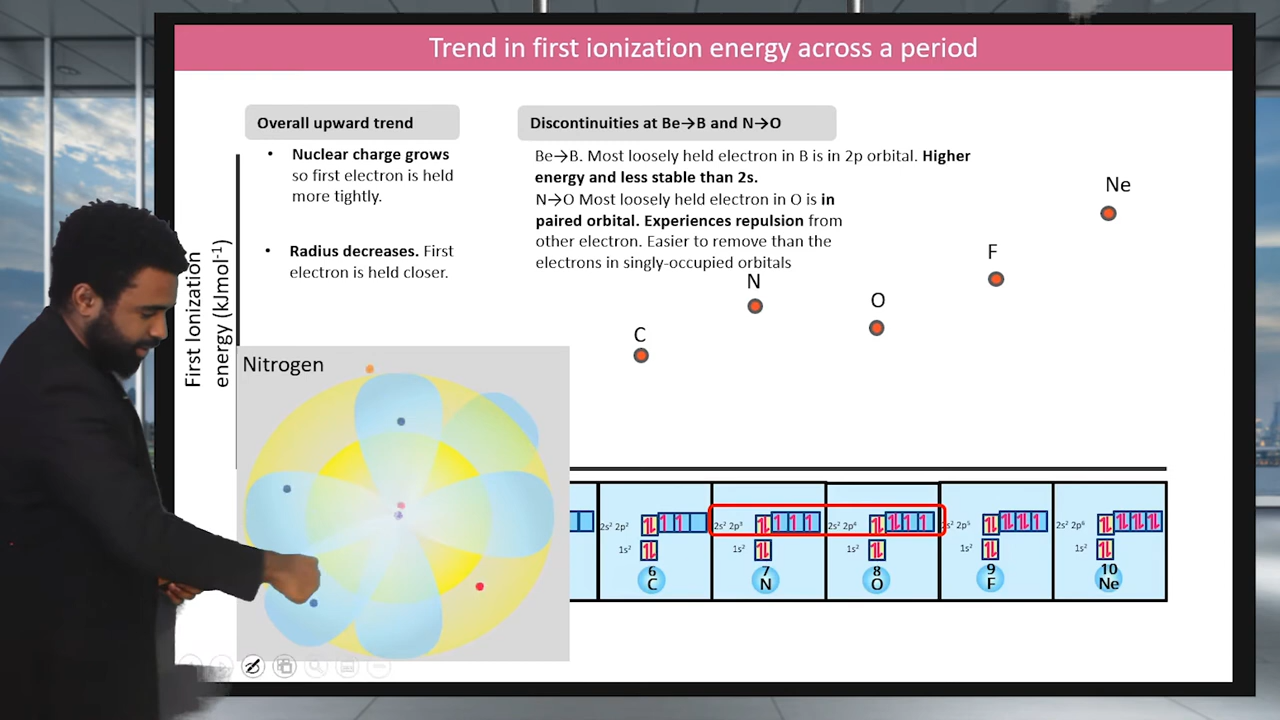 Trend in first ionization energy across a period
Overall upward trend
• Nuclear charge grows
so first electron is held
more tightly.
• Radius decreases. First
electron is held closer.
Discontinuities at Be→B and N→O
Be→B. Most loosely held electron in B is in 2p orbital. Higher
energy and less stable than 2s.
N→O Most loosely held electron in O is in
paired orbital. Experiences repulsion from
other electron. Easier to remove than the
electrons in singly-occupied orbitals
First Ionization
energy (kJmol⁻¹)
C
N
O
F
Ne
Nitrogen
2s² 2p²
1s²
6
C
2s² 2p³
1s²
7
N
2s² 2p⁴
1s²
8
O
2s² 2p⁵
1s²
9
F
2s² 2p⁶
1s²
10
Ne